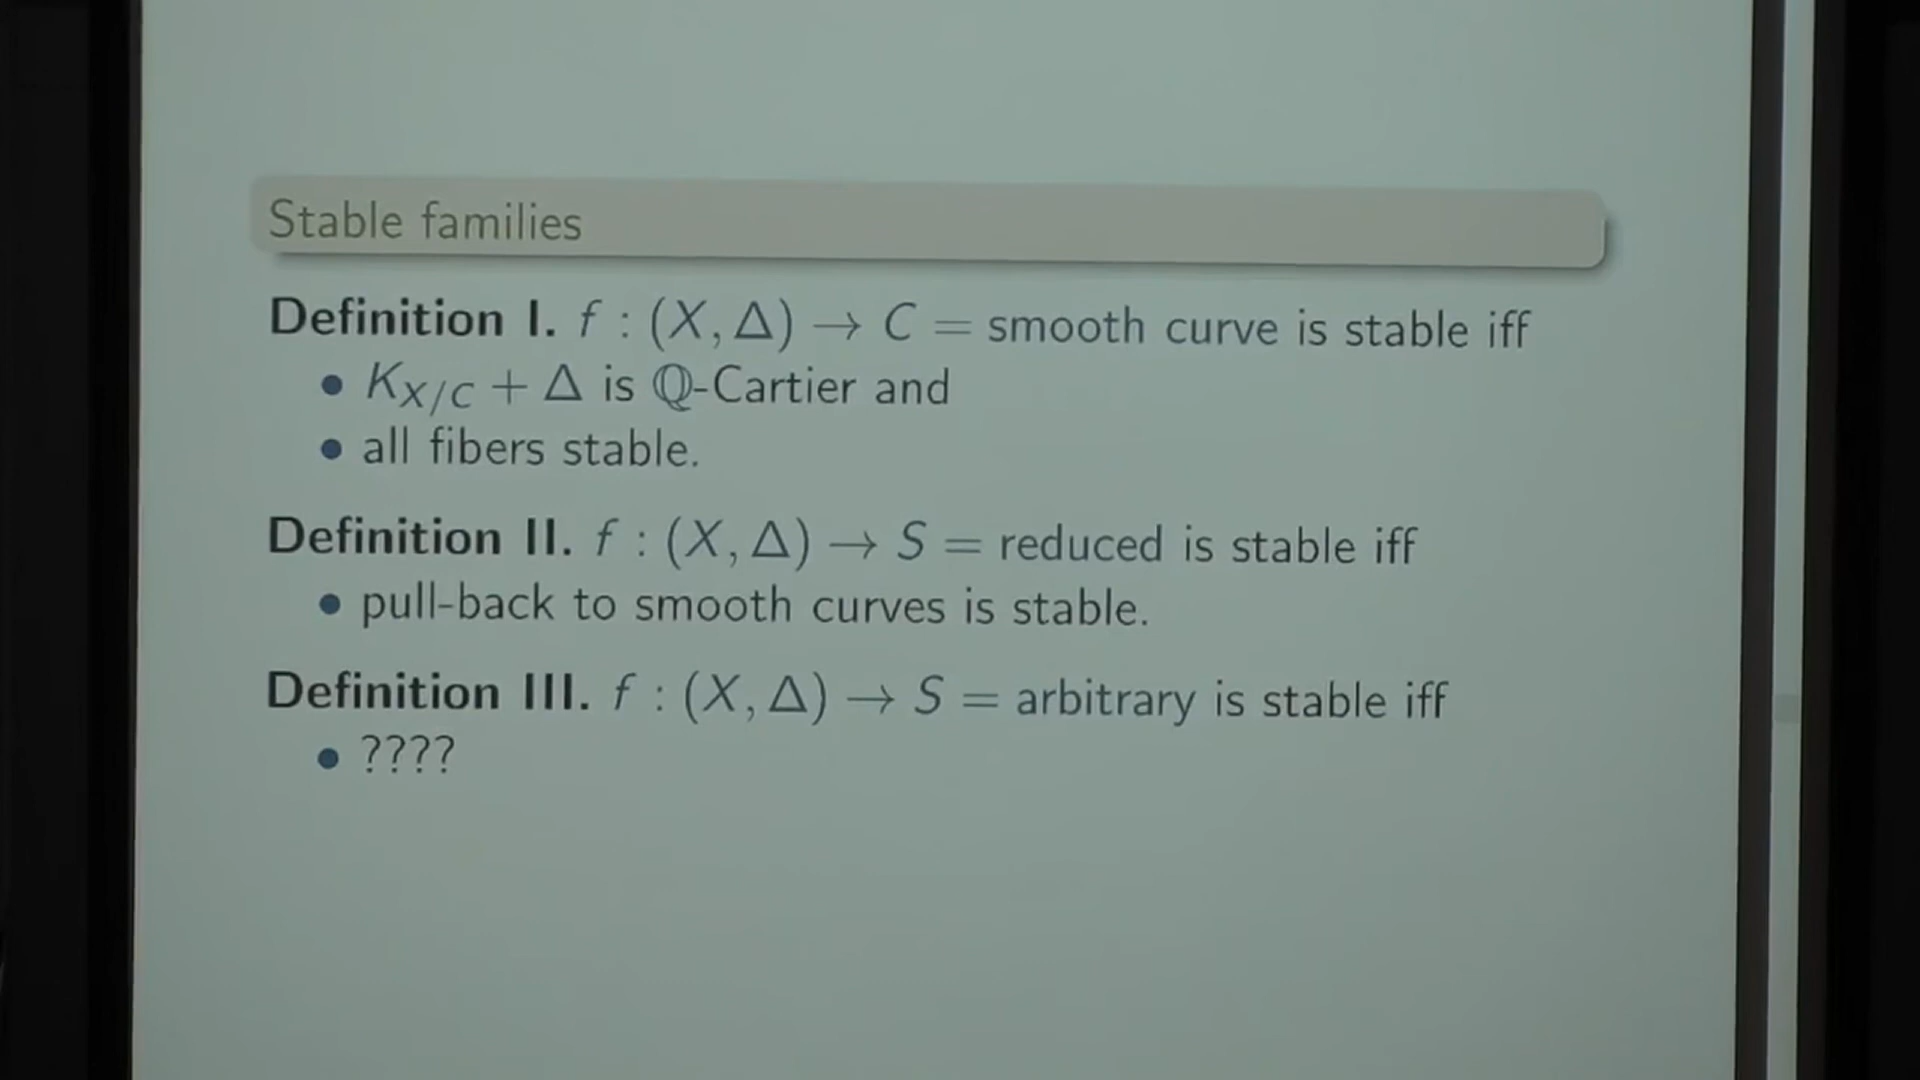 Stable families
Definition I. f : (X, Δ) → C = smooth curve is stable iff
• K_{X/C} + Δ is ℚ-Cartier and
• all fibers stable.
Definition II. f : (X, Δ) → S = reduced is stable iff
• pull-back to smooth curves is stable.
Definition III. f : (X, Δ) → S = arbitrary is stable iff
• ????